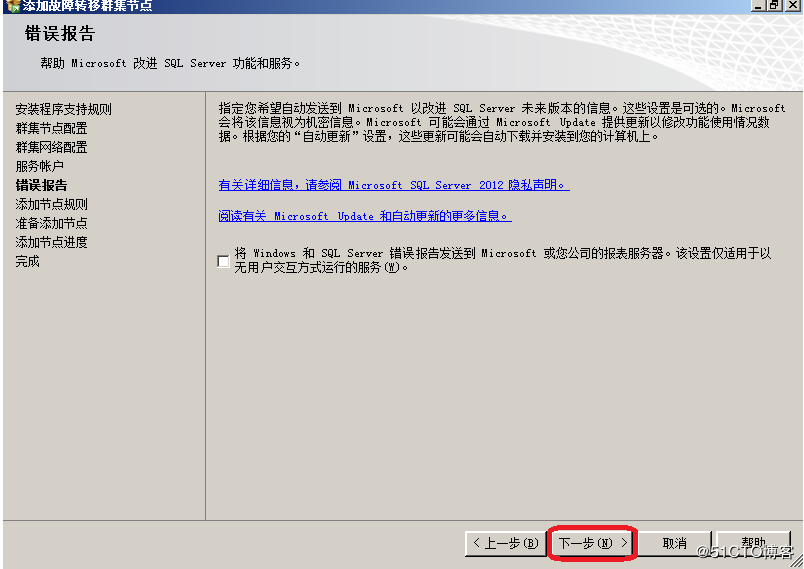 添加故障转移群集节点
错误报告
帮助 Microsoft 改进 SQL Server 功能和服务。
安装程序支持规则
群集节点配置
群集网络配置
服务帐户
错误报告
添加节点规则
准备添加节点
添加节点进度
完成
指定您希望自动发送到 Microsoft 以改进 SQL Server 未来版本的信息。这些设置是可选的。Microsoft
会将该信息视为机密信息。Microsoft 可能会通过 Microsoft Update 提供更新以修改功能使用情况数
据。根据您的“自动更新”设置，这些更新可能会自动下载并安装到您的计算机上。
有关详细信息，请参阅 Microsoft SQL Server 2012 隐私声明。
阅读有关 Microsoft Update 和自动更新的更多信息。
将 Windows 和 SQL Server 错误报告发送到 Microsoft 或您公司的报表服务器。该设置仅适用于以
无用户交互方式运行的服务(W)。
< 上一步(B) 下一步(N) > 取消 帮助
@51CTO博客